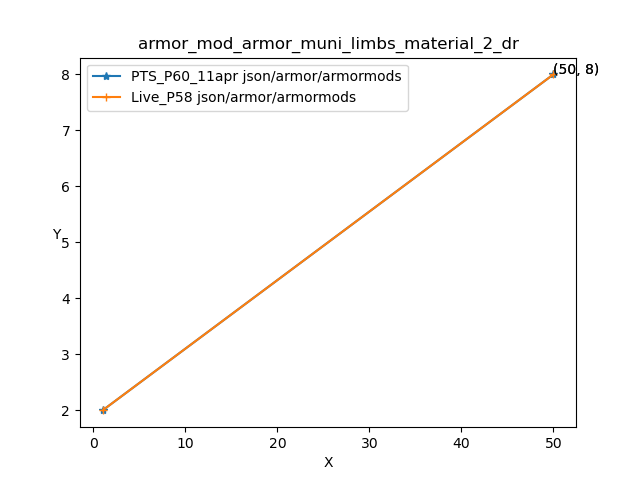 armor_mod_armor_muni_limbs_material_2_dr
PTS_P60_11apr json/armor/armormods
Live_P58 json/armor/armormods
(50, 8)
8
7
6
Y
5
4
3
2
0 10 20 30 40 50
X